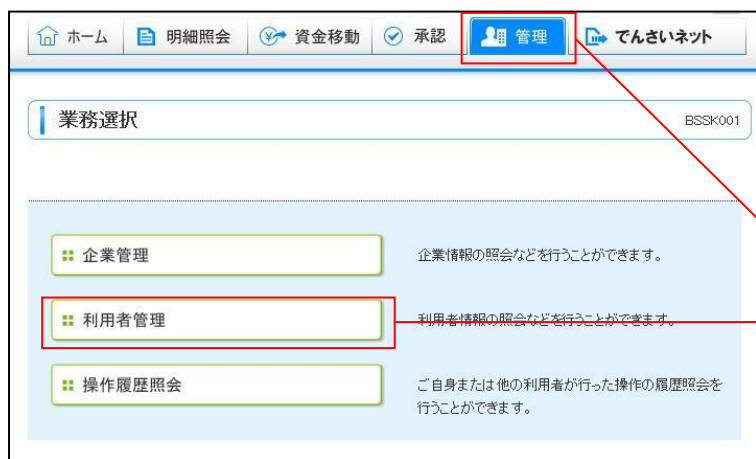 ホーム 明細照会 資金移動 承認 管理 でんさいネット
業務選択 BSSK001
企業管理 企業情報の照会などを行うことができます。
利用者管理 利用者情報の照会などを行うことができます。
操作履歴照会 ご自身または他の利用者が行った操作の履歴照会を
行うことができます。